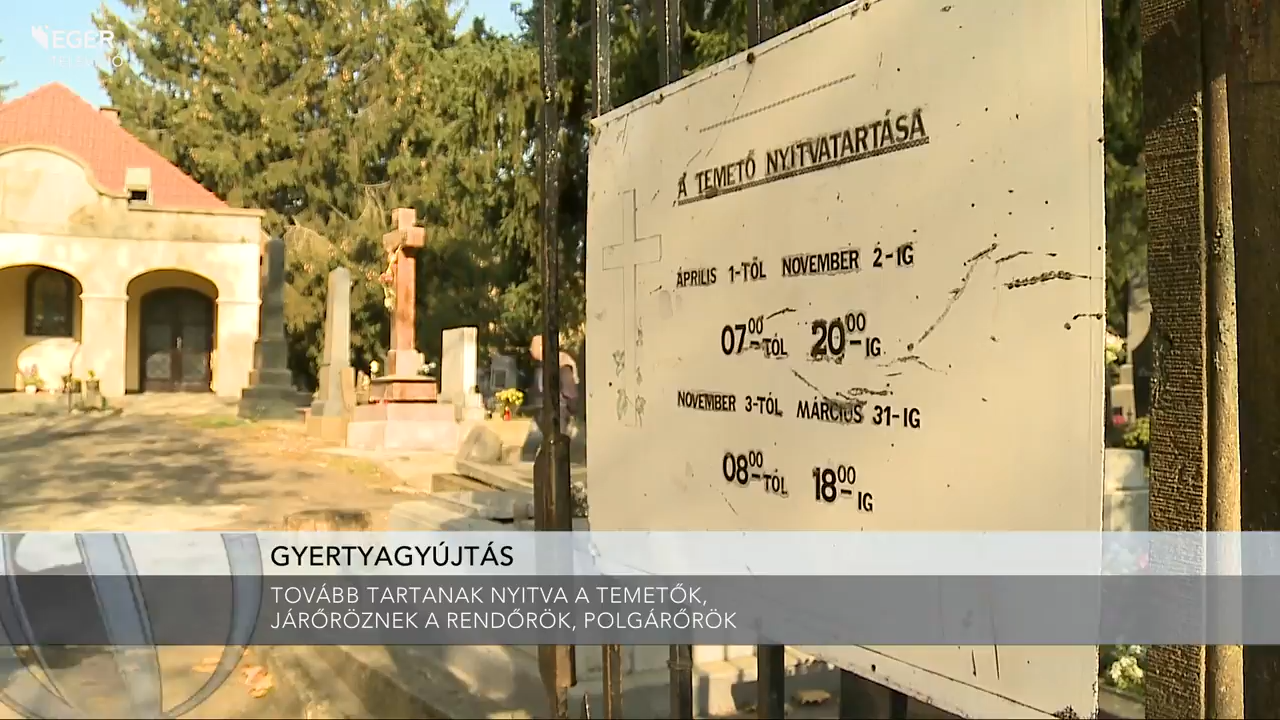 EGER
TELEVÍZIÓ
A TEMETŐ NYITVATARTÁSA
ÁPRILIS 1-TŐL NOVEMBER 2-IG
07⁰⁰-TÓL 20⁰⁰-IG
NOVEMBER 3-TÓL MÁRCIUS 31-IG
08⁰⁰-TÓL 18⁰⁰-IG
GYERTYAGYÚJTÁS
TOVÁBB TARTANAK NYITVA A TEMETŐK,
JÁRŐRÖZNEK A RENDŐRÖK, POLGÁRŐRÖK